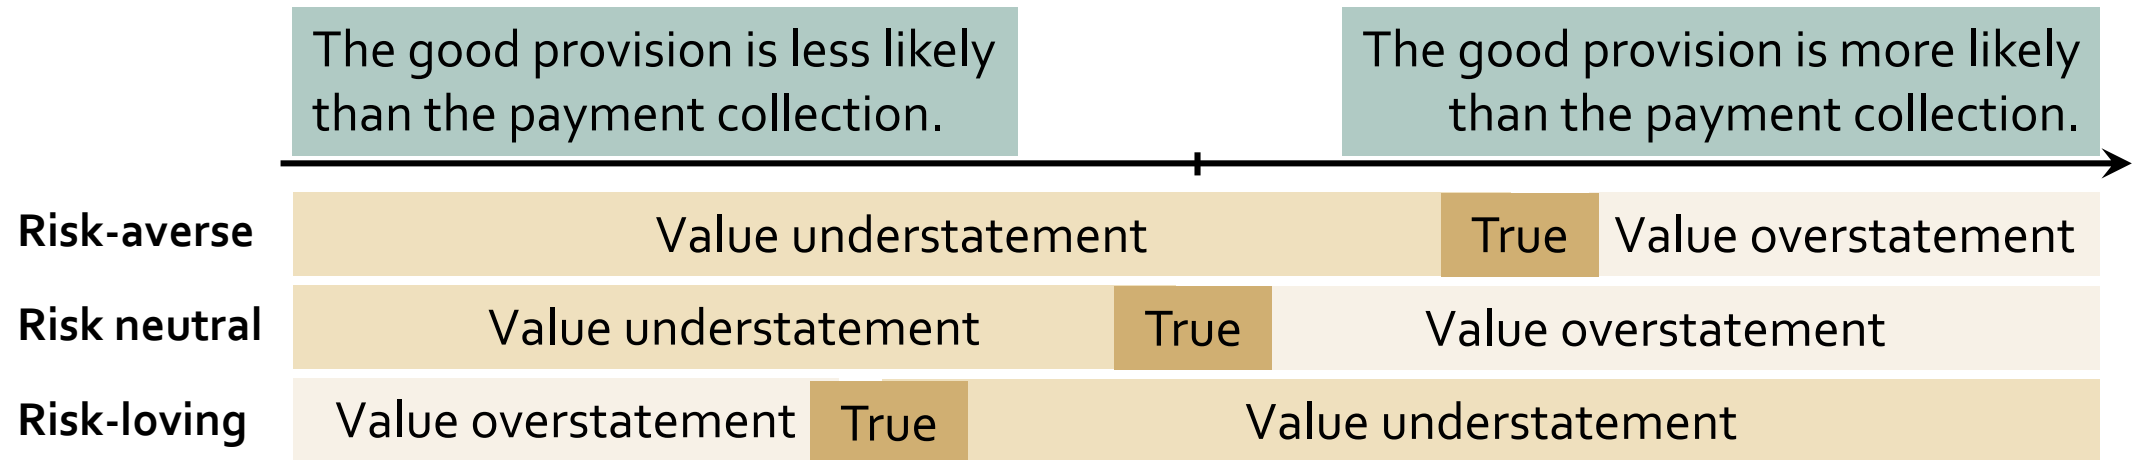 The good provision is less likely
than the payment collection.
The good provision is more likely
than the payment collection.
Risk-averse
Value understatement
True
Value overstatement
Risk neutral
Value understatement
True
Value overstatement
Risk-loving
Value overstatement
True
Value understatement